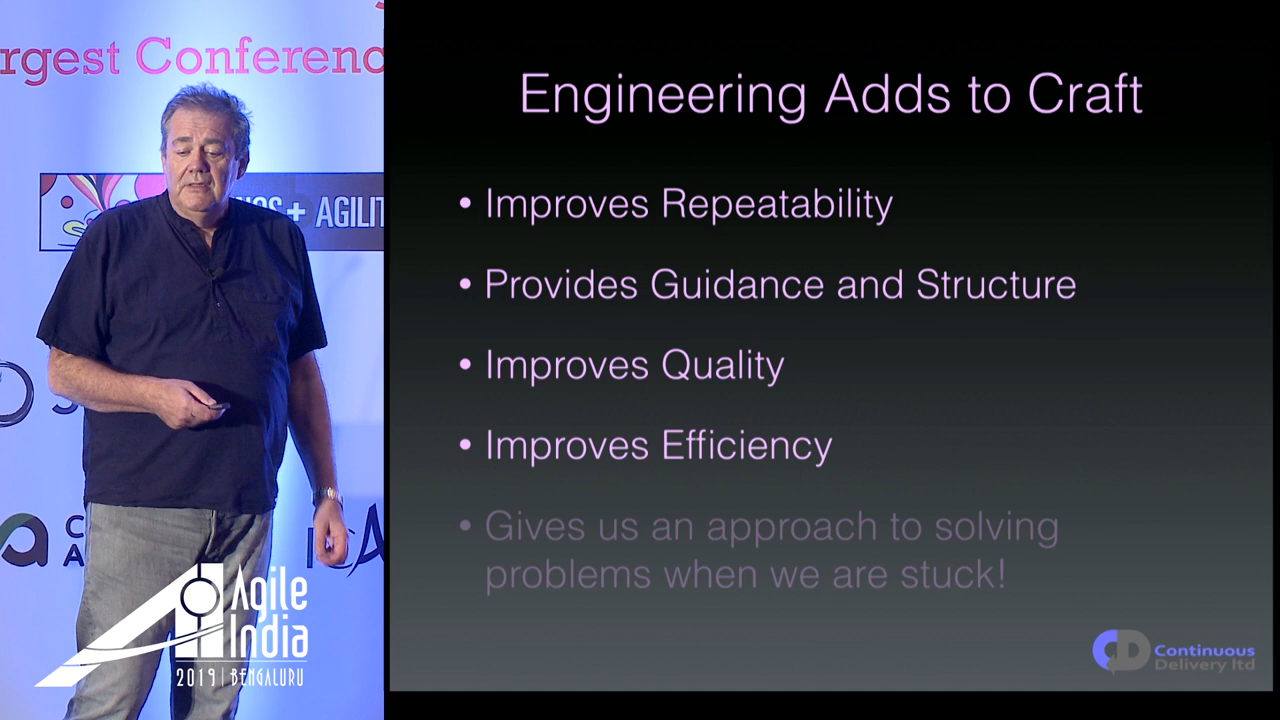 rgest Conferenc
+ AGILIT
Engineering Adds to Craft
• Improves Repeatability
• Provides Guidance and Structure
• Improves Quality
• Improves Efficiency
• Gives us an approach to solving
problems when we are stuck!
Agile
India
2019 | BENGALURU
Continuous
Delivery ltd